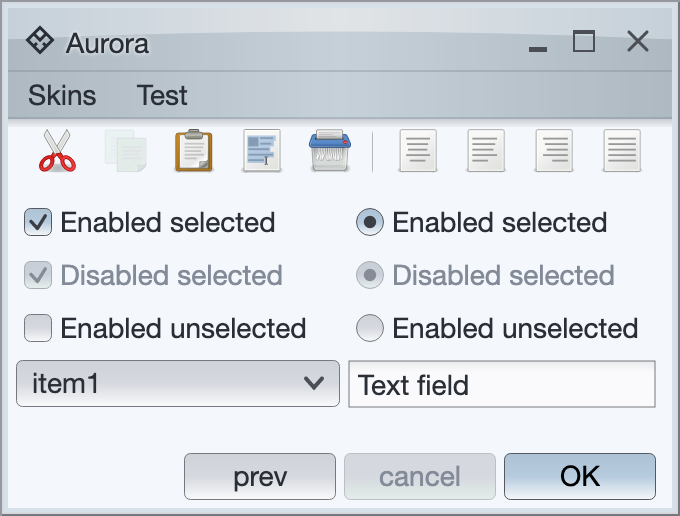 Aurora
Skins Test
Enabled selected Enabled selected
Disabled selected Disabled selected
Enabled unselected Enabled unselected
item1 Text field
prev cancel OK